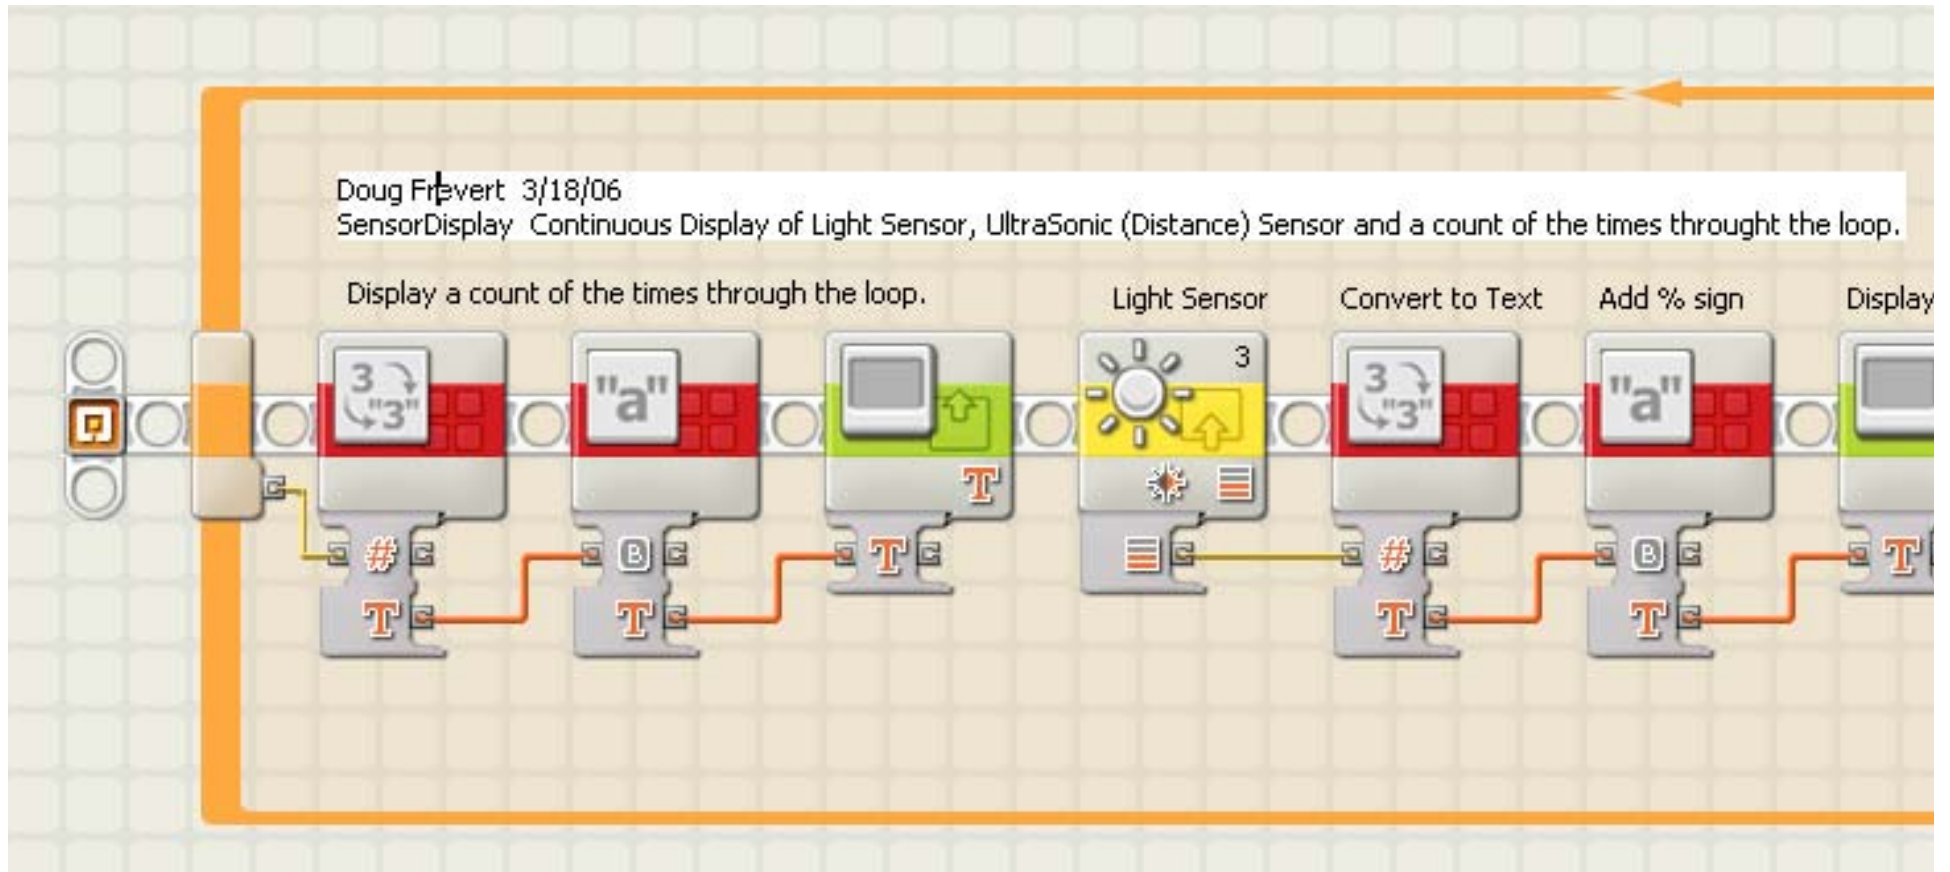 Doug Frevert 3/18/06
SensorDisplay Continuous Display of Light Sensor, UltraSonic (Distance) Sensor and a count of the times throught the loop.
Display a count of the times through the loop.
Light Sensor
Convert to Text
Add % sign
Display
3 "3"
"a"
3
3 "3"
"a"
T
# B T # B T
T T T T